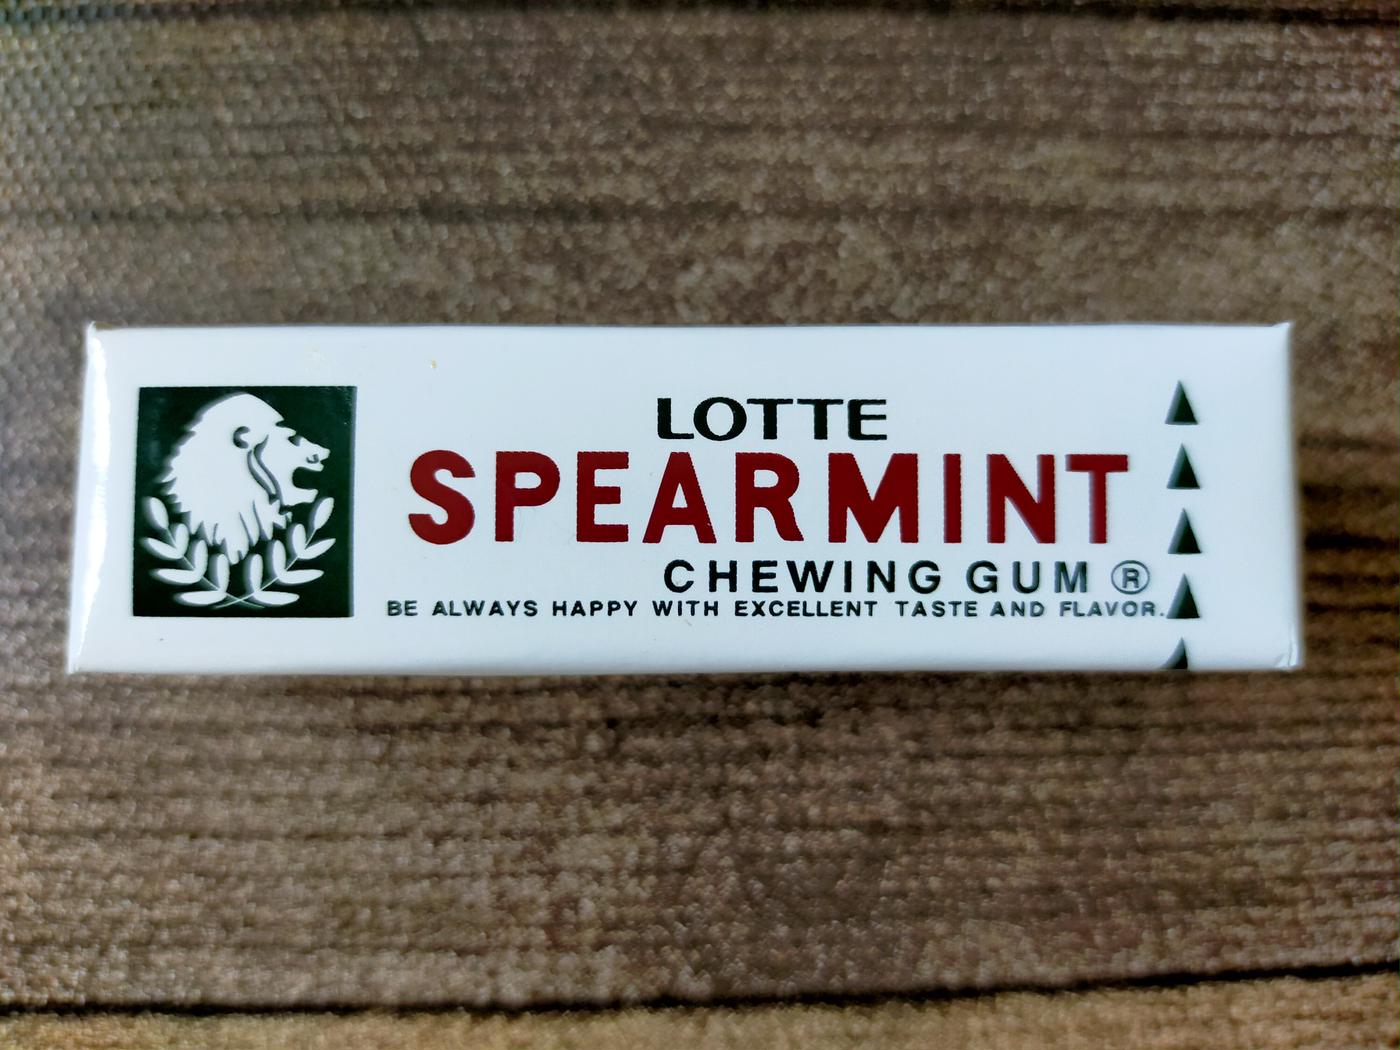 LOTTE
SPEARMINT
CHEWING GUM ®
BE ALWAYS HAPPY WITH EXCELLENT TASTE AND FLAVOR.